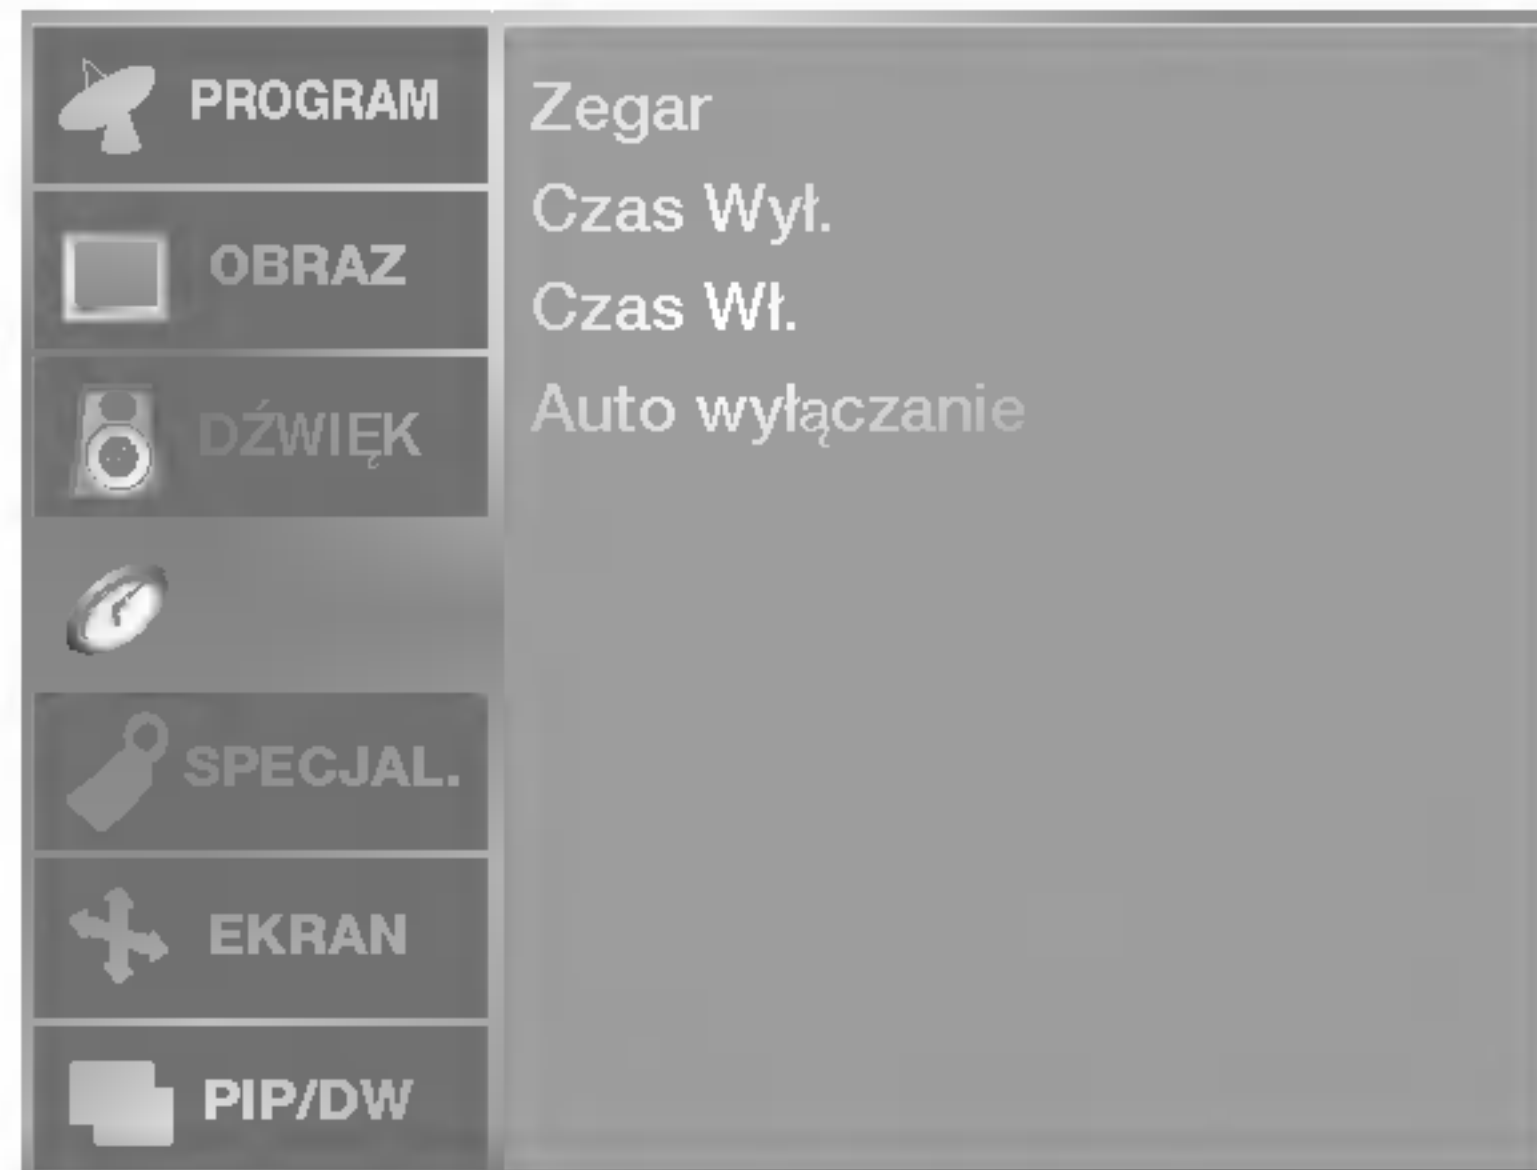 PROGRAM
OBRAZ
DŹWIĘK
SPECJAL.
EKRAN
PIP/DW
Zegar
Czas Wył.
Czas Wł.
Auto wyłączanie